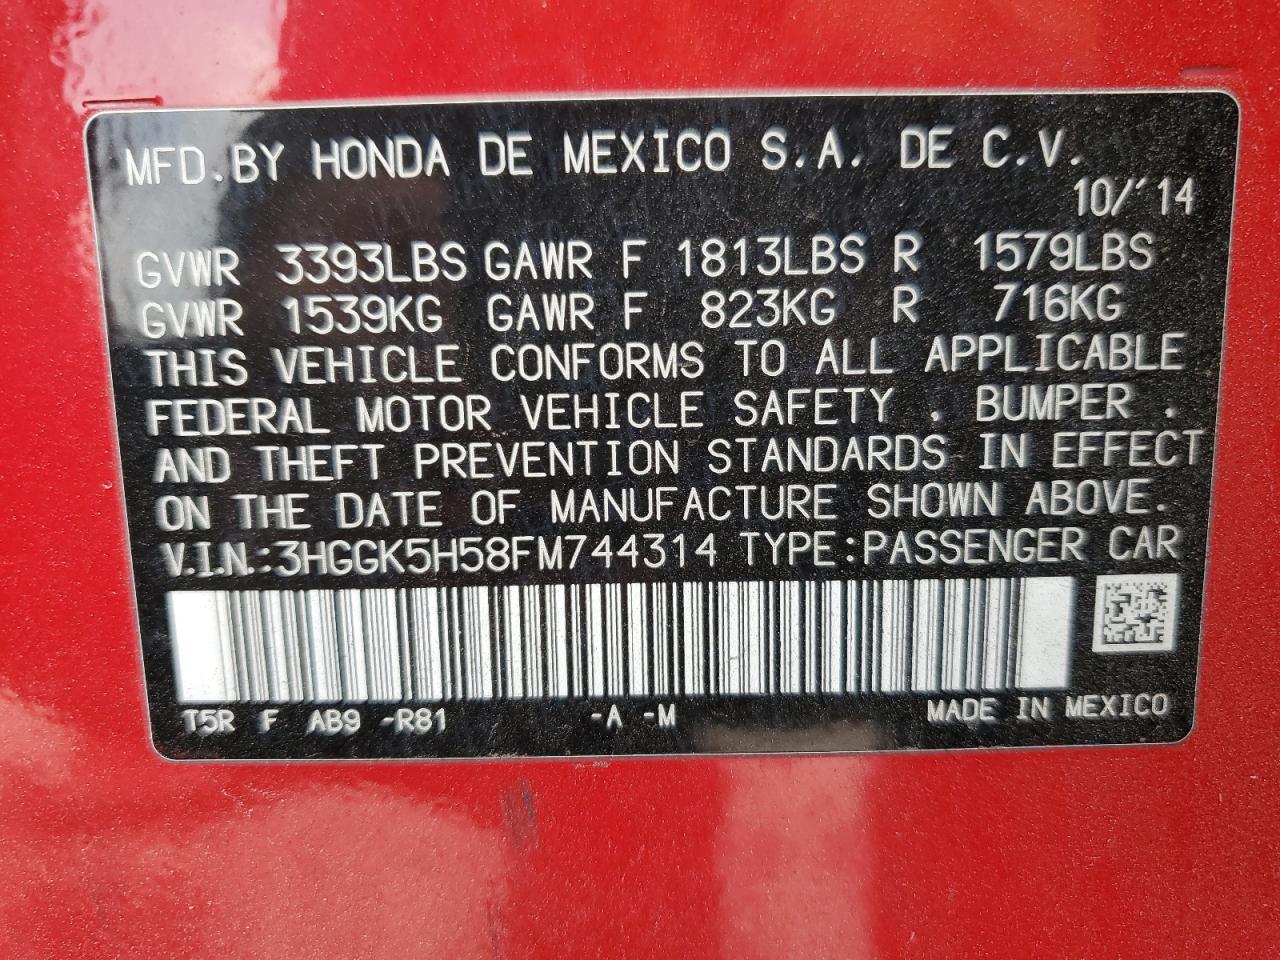 MFD.BY HONDA DE MEXICO S.A. DE C.V.
10/'14
GVWR 3393LBS GAWR F 1813LBS R 1579LBS
GVWR 1539KG GAWR F 823KG R 716KG
THIS VEHICLE CONFORMS TO ALL APPLICABLE
FEDERAL MOTOR VEHICLE SAFETY , BUMPER ,
AND THEFT PREVENTION STANDARDS IN EFFECT
ON THE DATE OF MANUFACTURE SHOWN ABOVE.
V.I.N.:3HGGK5H58FM744314 TYPE:PASSENGER CAR
T5R F AB9 -R81 -A -M MADE IN MEXICO